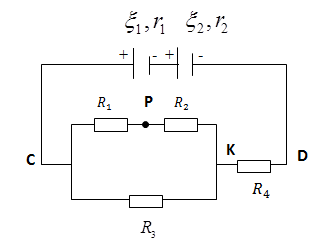 ξ₁,r₁ ξ₂,r₂
+ - + -
R₁ P R₂
C K D
R₄
R₃